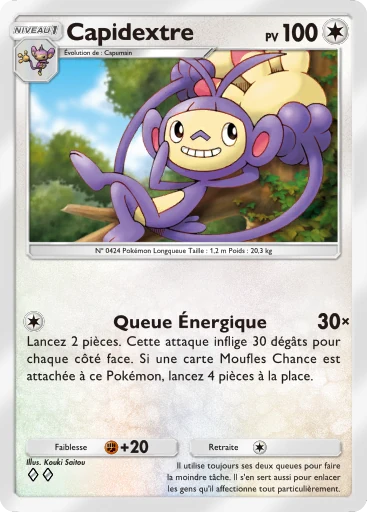 NIVEAU 1
Capidextre
PV 100
Évolution de : Capumain
N° 0424 Pokémon Longqueue Taille : 1,2 m Poids : 20,3 kg
Queue Énergique 30×
Lancez 2 pièces. Cette attaque inflige 30 dégâts pour
chaque côté face. Si une carte Moufles Chance est
attachée à ce Pokémon, lancez 4 pièces à la place.
Faiblesse +20 Retraite
Illus. Kouki Saitou
Il utilise toujours ses deux queues pour faire
la moindre tâche. Il s'en sert aussi pour enlacer
les gens qu'il affectionne tout particulièrement.